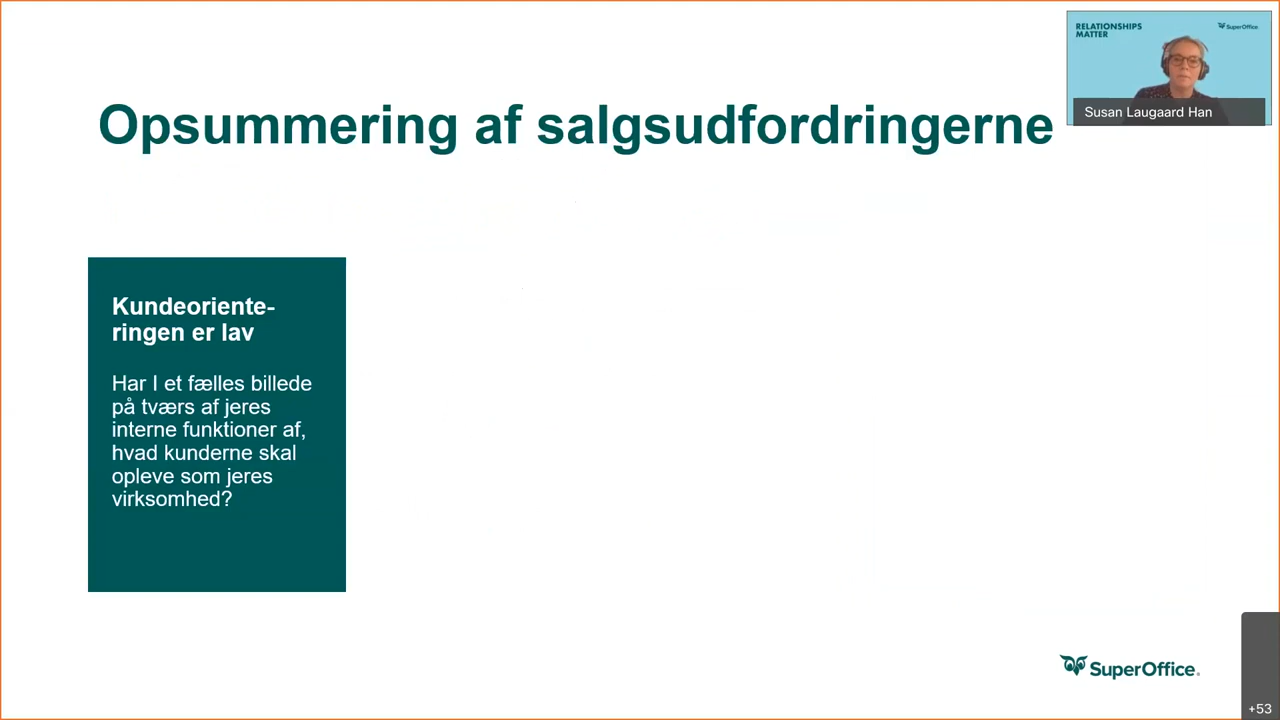 RELATIONSHIPS
MATTER
SuperOffice
Susan Laugaard Han
Opsummering af salgsudfordringerne
Kundeoriente-
ringen er lav
Har I et fælles billede
på tværs af jeres
interne funktioner af,
hvad kunderne skal
opleve som jeres
virksomhed?
SuperOffice.
+53